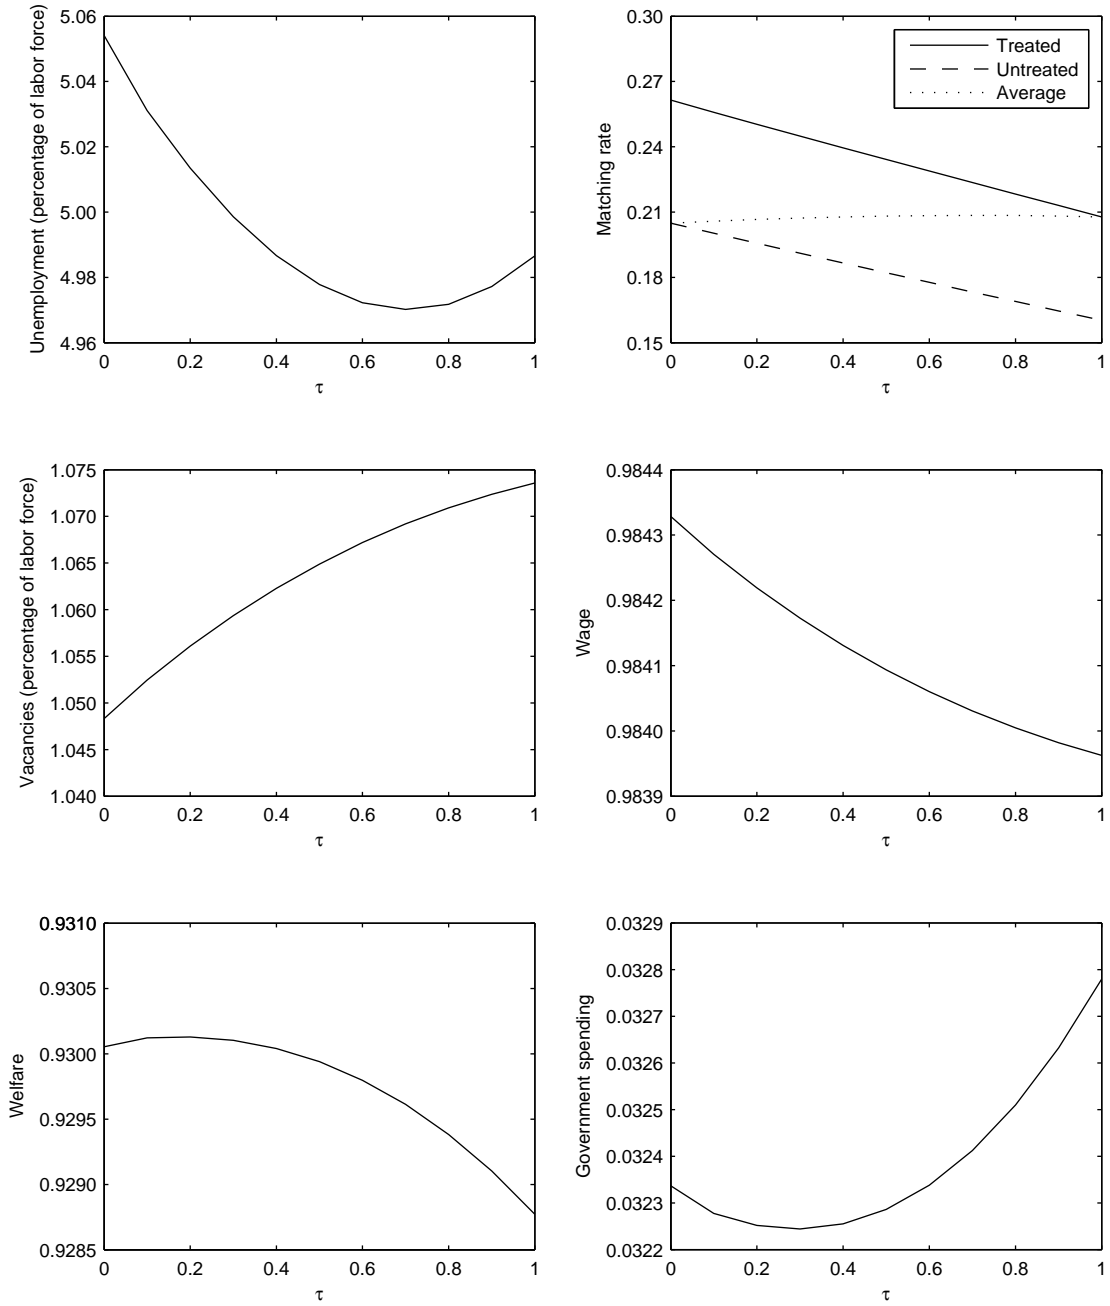 Unemployment (percentage of labor force)
5.06
5.04
5.02
5.00
4.98
4.96
0 0.2 0.4 0.6 0.8 1
τ
Matching rate
0.30
0.27
0.24
0.21
0.18
0.15
Treated
Untreated
Average
0 0.2 0.4 0.6 0.8 1
τ
Vacancies (percentage of labor force)
1.075
1.070
1.065
1.060
1.055
1.050
1.045
1.040
0 0.2 0.4 0.6 0.8 1
τ
Wage
0.9844
0.9843
0.9842
0.9841
0.9840
0.9839
0 0.2 0.4 0.6 0.8 1
τ
Welfare
0.9310
0.9305
0.9300
0.9295
0.9290
0.9285
0 0.2 0.4 0.6 0.8 1
τ
Government spending
0.0329
0.0328
0.0327
0.0326
0.0325
0.0324
0.0323
0.0322
0 0.2 0.4 0.6 0.8 1
τ